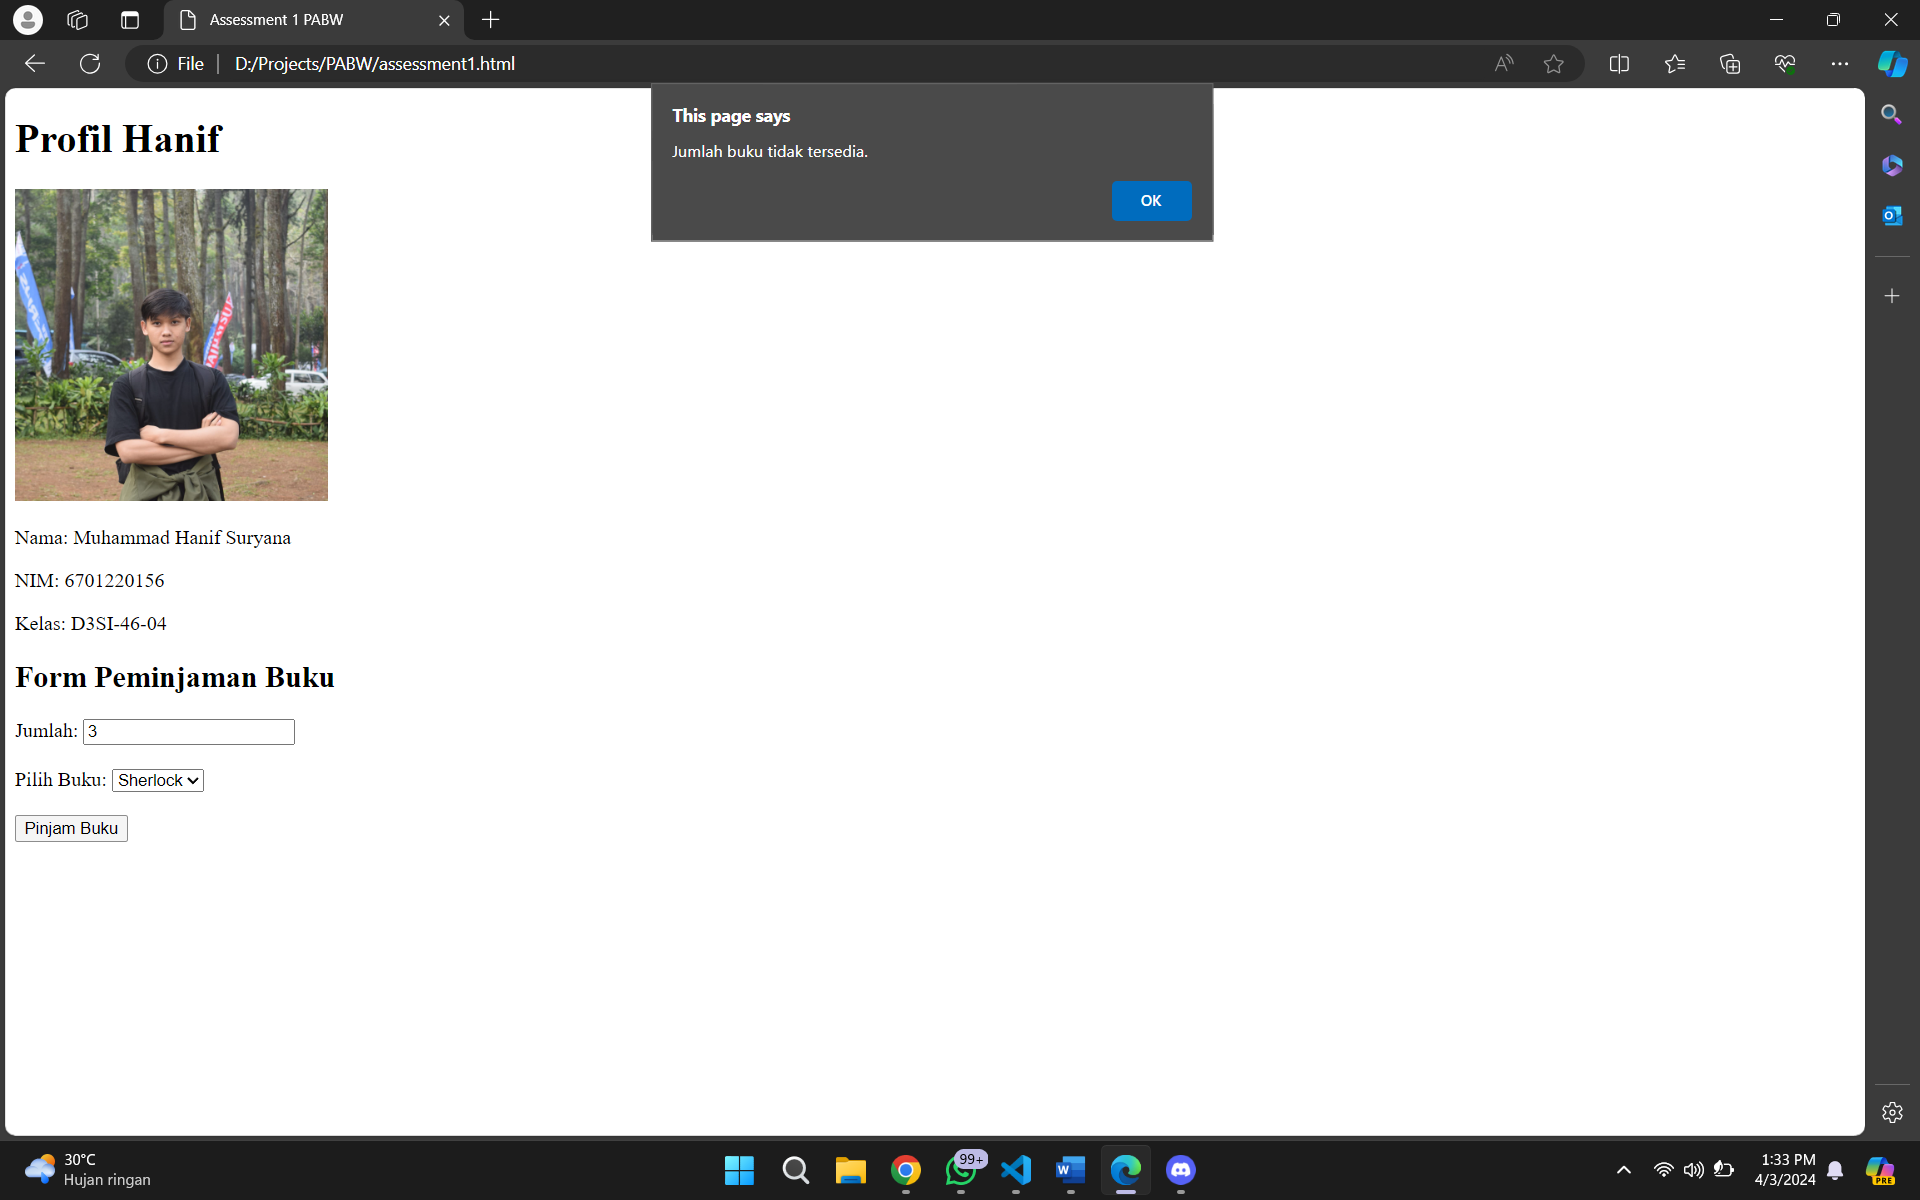 Assessment 1 PABW
File
D:/Projects/PABW/assessment1.html
This page says
Jumlah buku tidak tersedia.
OK
Profil Hanif
Nama: Muhammad Hanif Suryana
NIM: 6701220156
Kelas: D3SI-46-04
Form Peminjaman Buku
Jumlah: 3
Pilih Buku: Sherlock
Pinjam Buku
30°C
Hujan ringan
99+
1:33 PM
4/3/2024
PRE